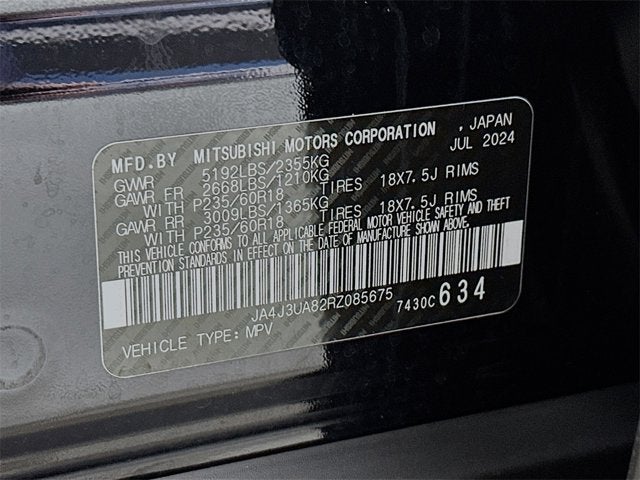 MFD.BY MITSUBISHI MOTORS CORPORATION , JAPAN
JUL 2024
GVWR 5192LBS/2355KG
GAWR FR 2668LBS/1210KG
WITH P235/60R18 TIRES 18X7.5J RIMS
GAWR RR 3009LBS/1365KG
WITH P235/60R18 TIRES 18X7.5J RIMS
THIS VEHICLE CONFORMS TO ALL APPLICABLE FEDERAL MOTOR VEHICLE SAFETY AND THEFT
PREVENTION STANDARDS IN EFFECT ON THE DATE OF MANUFACTURE SHOWN ABOVE.
JA4J3UA82RZ085675 7430C 634
VEHICLE TYPE: MPV